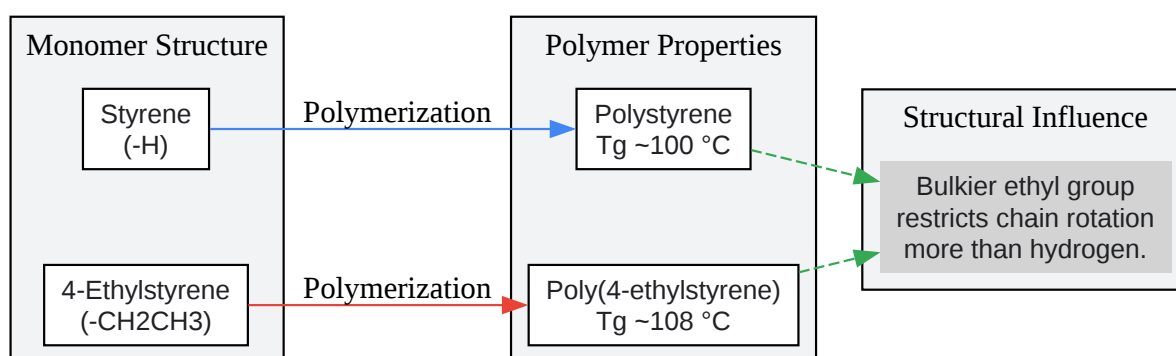 Monomer Structure
Styrene
(-H)
4-Ethylstyrene
(-CH2CH3)
Polymerization
Polymerization
Polymer Properties
Polystyrene
Tg ~100 °C
Poly(4-ethylstyrene)
Tg ~108 °C
Structural Influence
Bulkier ethyl group
restricts chain rotation
more than hydrogen.